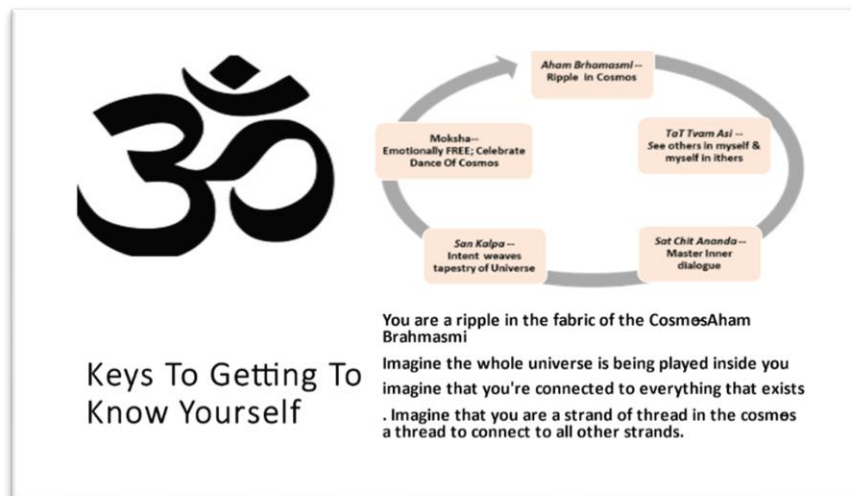 ॐ
Keys To Getting To
Know Yourself
Aham Brhamasmi --
Ripple in Cosmos
TaT Tvam Asi --
See others in myself &
myself in ithers
Sat Chit Ananda --
Master Inner
dialogue
San Kalpa --
Intent weaves
tapestry of Universe
Moksha--
Emotionally FREE; Celebrate
Dance Of Cosmos
You are a ripple in the fabric of the CosmosAham
Brahmasmi
Imagine the whole universe is being played inside you
imagine that you're connected to everything that exists
. Imagine that you are a strand of thread in the cosmos
a thread to connect to all other strands.